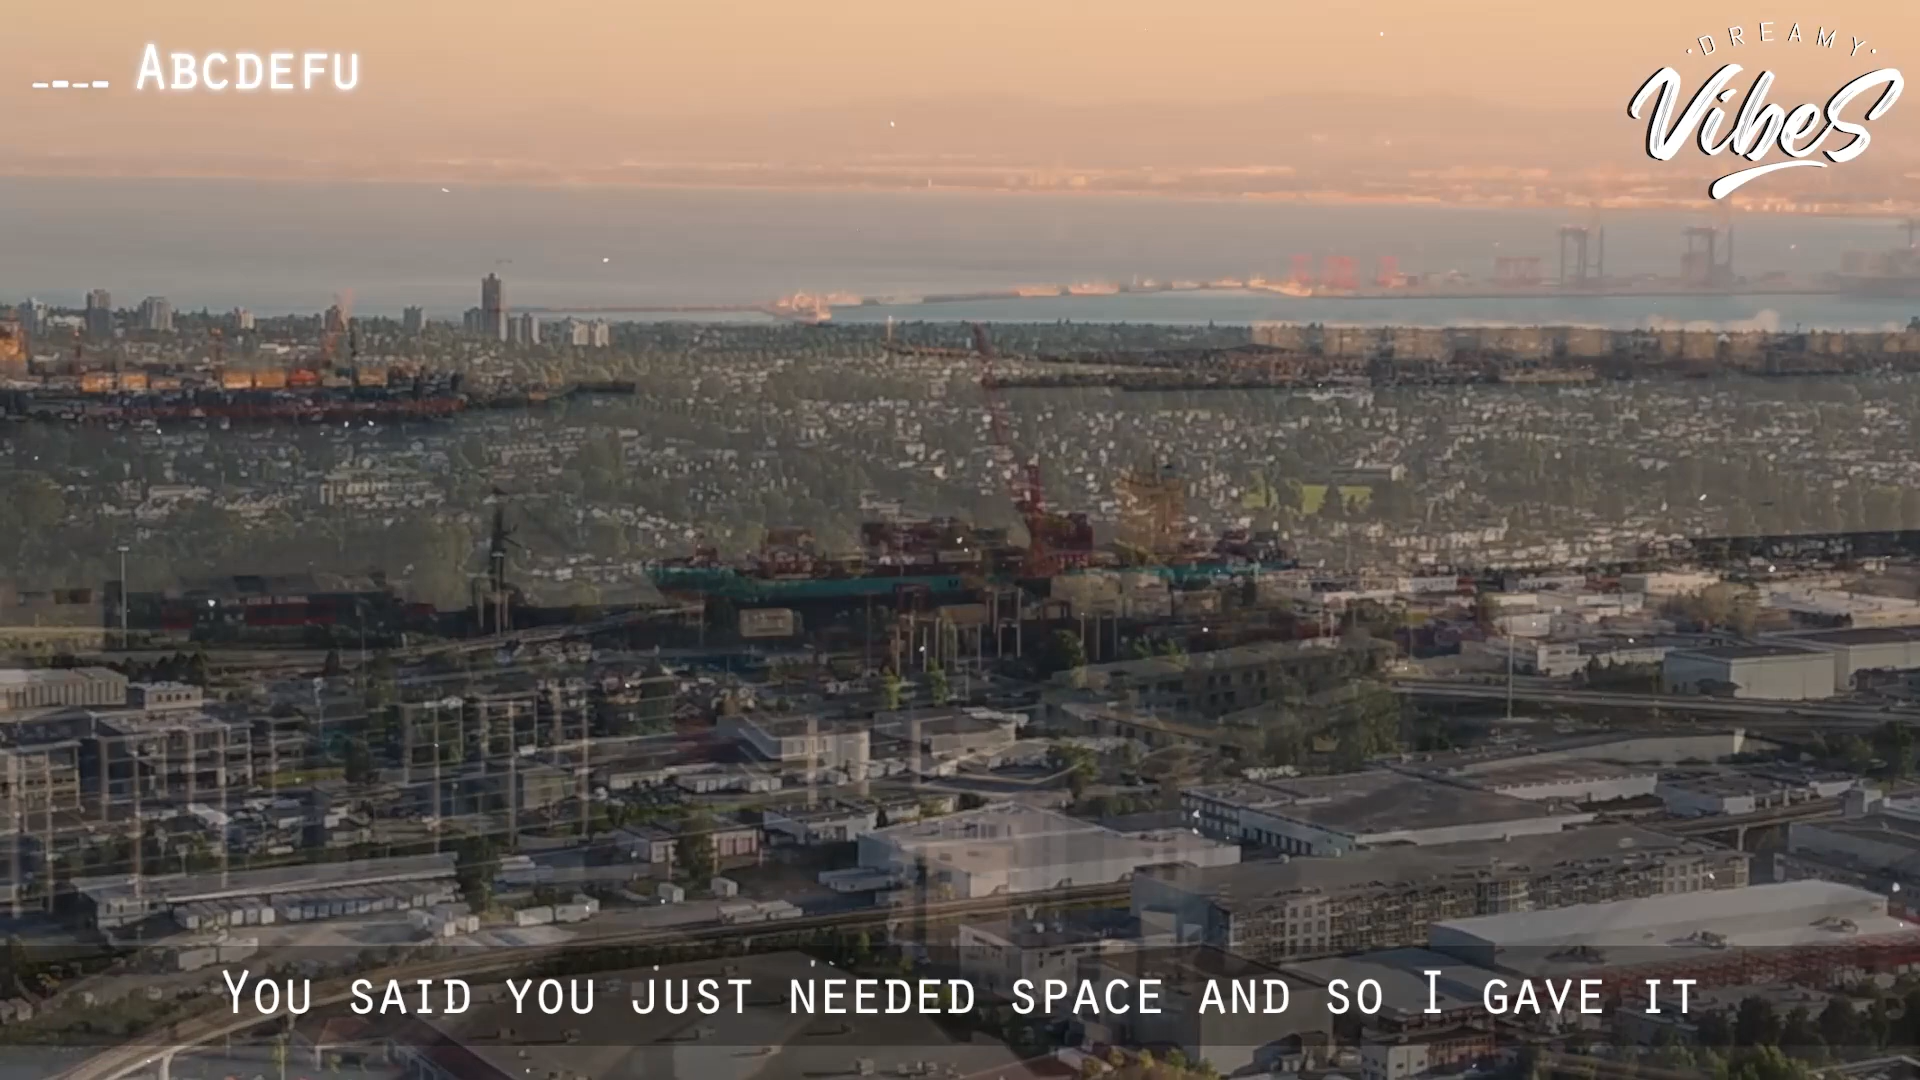 ---- Abcdefu
· DREAMY ·
Vibes
You said you just needed space and so I gave it